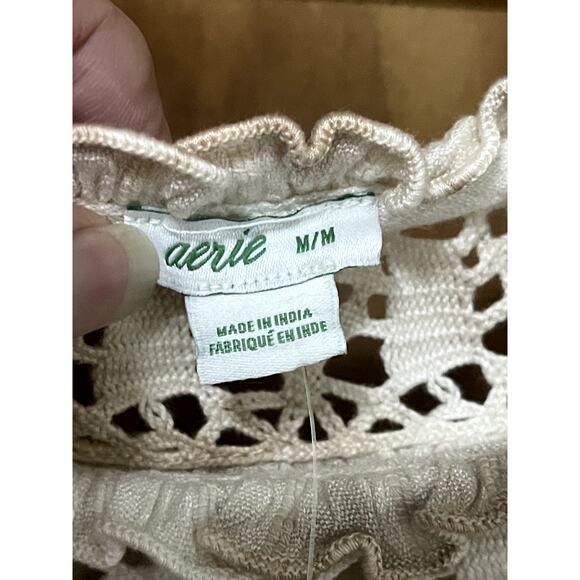 aerie M/M
MADE IN INDIA
FABRIQUÉ EN INDE